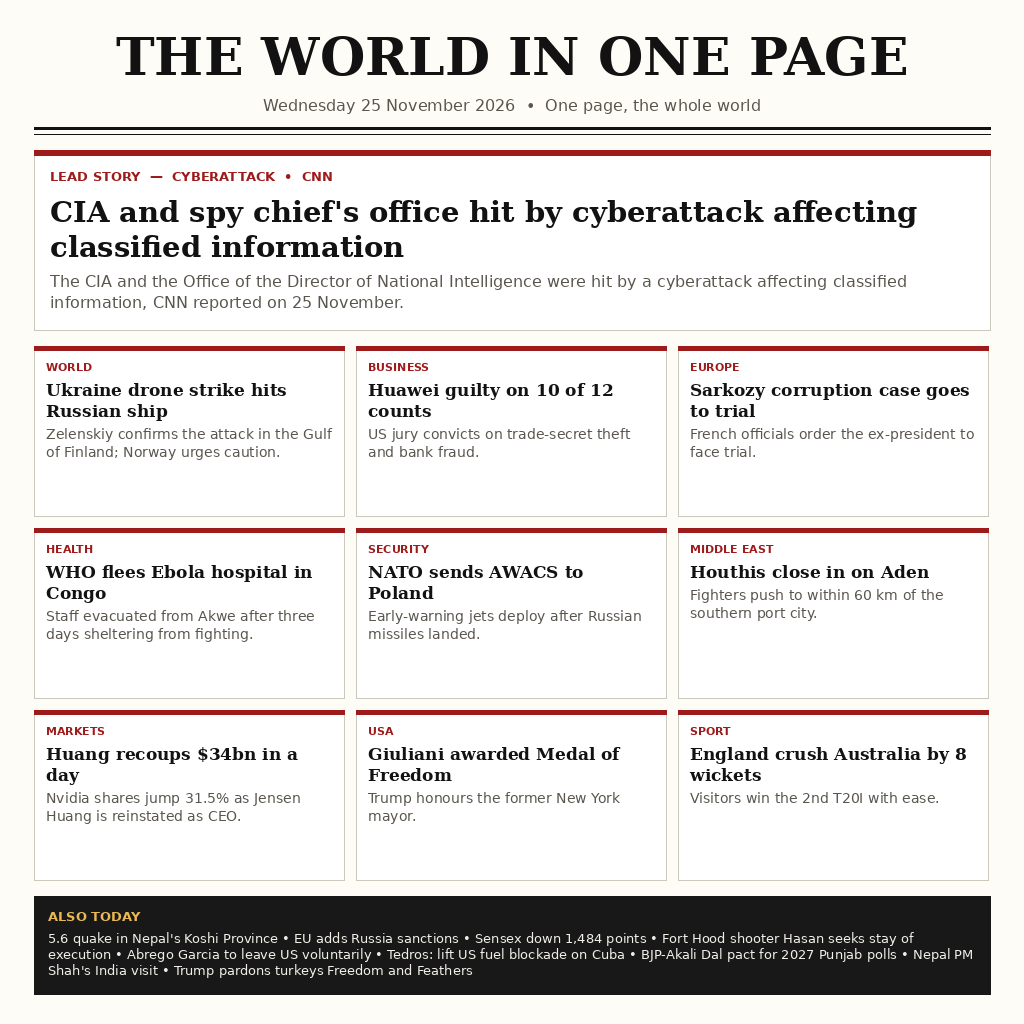 THE WORLD IN ONE PAGE
Wednesday 25 November 2026 • One page, the whole world
LEAD STORY — CYBERATTACK • CNN
CIA and spy chief's office hit by cyberattack affecting
classified information
The CIA and the Office of the Director of National Intelligence were hit by a cyberattack affecting classified
information, CNN reported on 25 November.
WORLD
Ukraine drone strike hits
Russian ship
Zelenskiy confirms the attack in the Gulf
of Finland; Norway urges caution.
BUSINESS
Huawei guilty on 10 of 12
counts
US jury convicts on trade-secret theft
and bank fraud.
EUROPE
Sarkozy corruption case goes
to trial
French officials order the ex-president to
face trial.
HEALTH
WHO flees Ebola hospital in
Congo
Staff evacuated from Akwe after three
days sheltering from fighting.
SECURITY
NATO sends AWACS to
Poland
Early-warning jets deploy after Russian
missiles landed.
MIDDLE EAST
Houthis close in on Aden
Fighters push to within 60 km of the
southern port city.
MARKETS
Huang recoups $34bn in a
day
Nvidia shares jump 31.5% as Jensen
Huang is reinstated as CEO.
USA
Giuliani awarded Medal of
Freedom
Trump honours the former New York
mayor.
SPORT
England crush Australia by 8
wickets
Visitors win the 2nd T20I with ease.
ALSO TODAY
5.6 quake in Nepal's Koshi Province • EU adds Russia sanctions • Sensex down 1,484 points • Fort Hood shooter Hasan seeks stay of
execution • Abrego Garcia to leave US voluntarily • Tedros: lift US fuel blockade on Cuba • BJP-Akali Dal pact for 2027 Punjab polls • Nepal PM
Shah's India visit • Trump pardons turkeys Freedom and Feathers